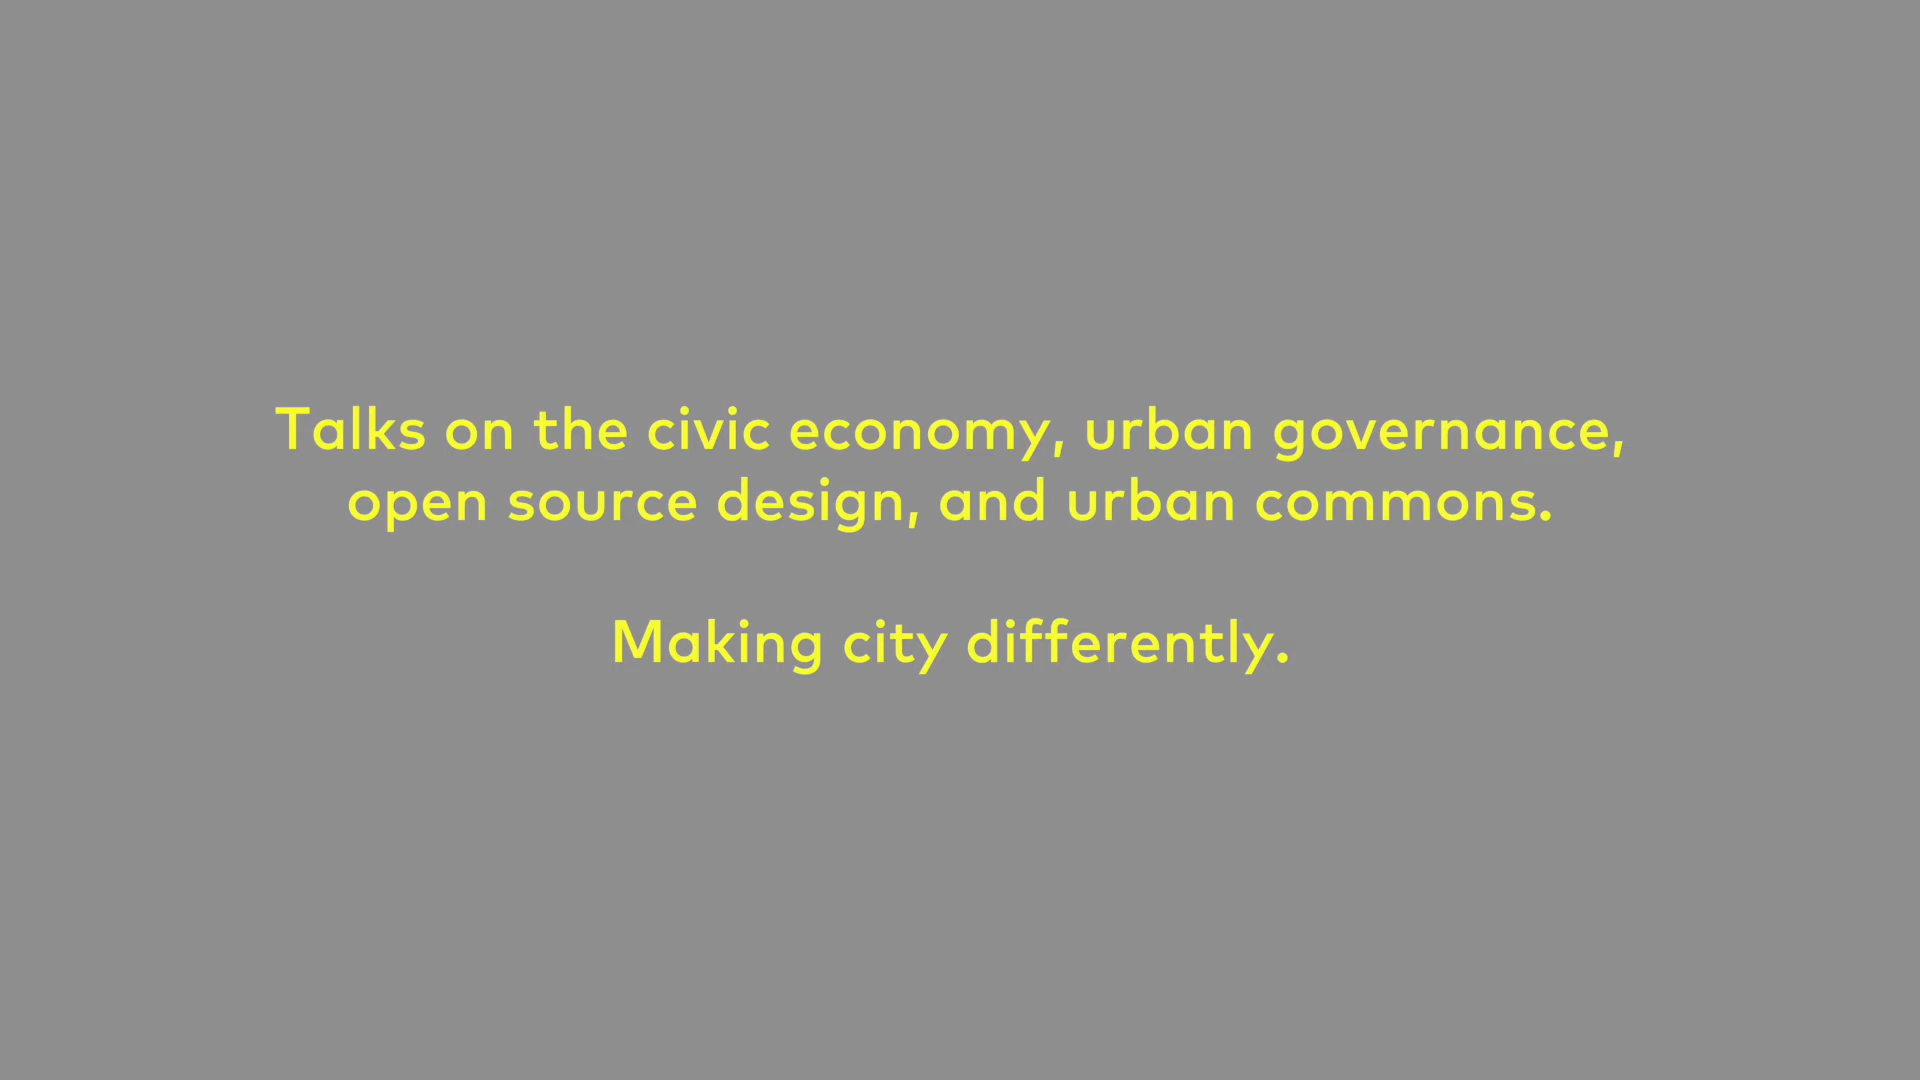 Talks on the civic economy, urban governance,
open source design, and urban commons.
Making city differently.